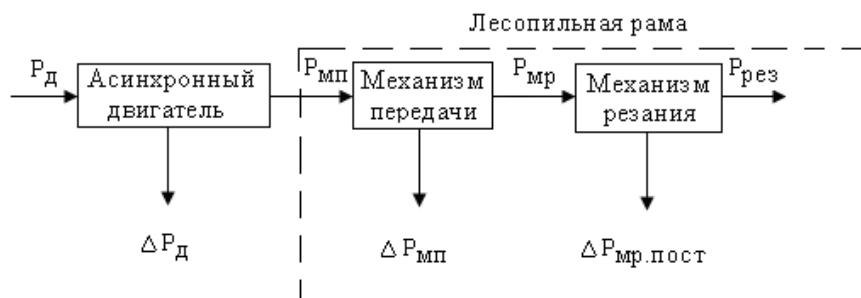 Лесопильная рама
Pд
Асинхронный
двигатель
Pмп
Механизм
передачи
Pмр
Механизм
резания
Pрез
ΔPд
ΔPмп
ΔPмр.пост